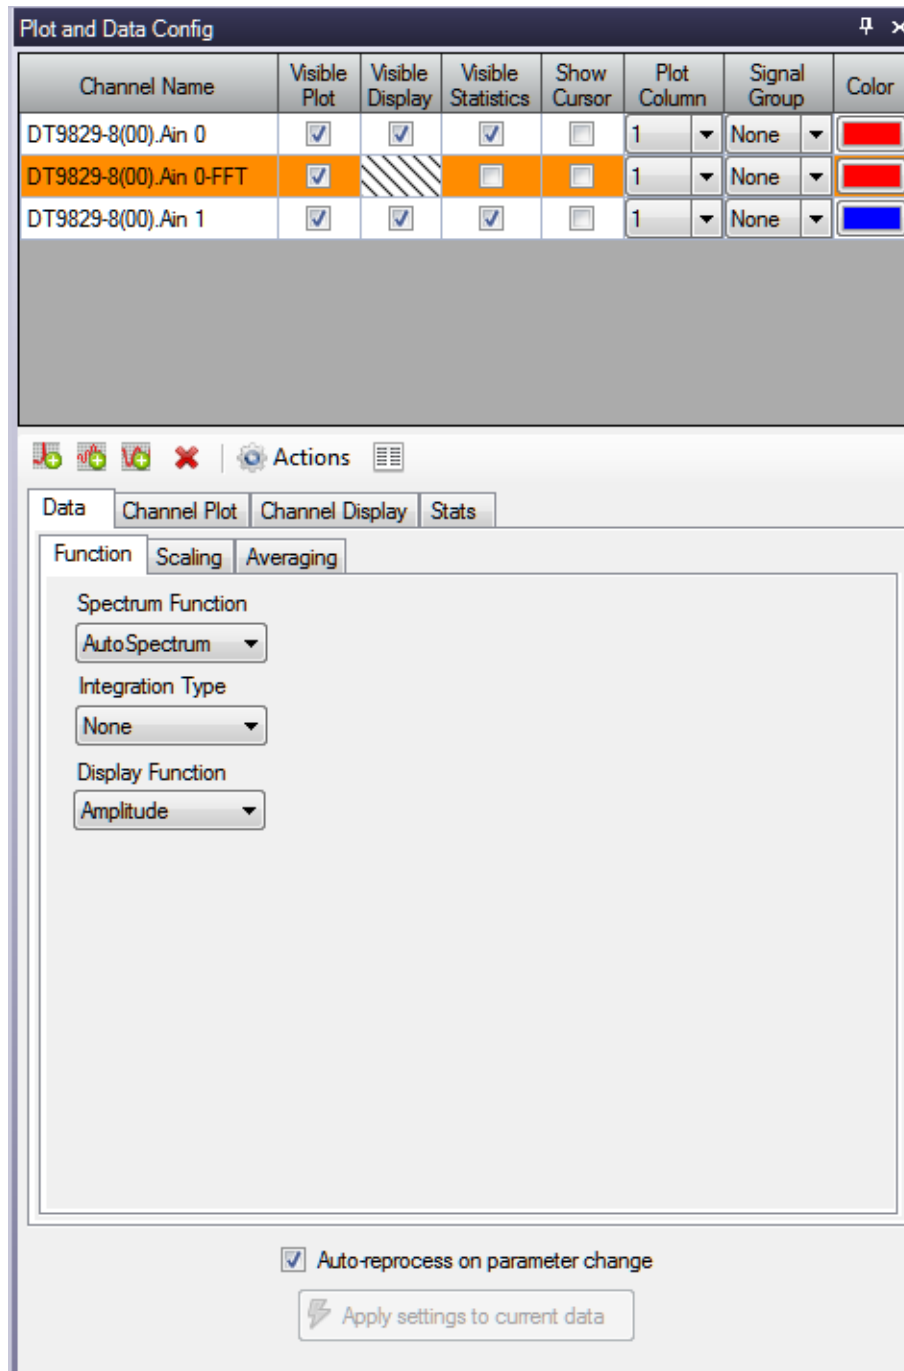 Plot and Data Config
Channel Name
Visible Plot
Visible Display
Visible Statistics
Show Cursor
Plot Column
Signal Group
Color
DT9829-8(00).Ain 0
1
None
DT9829-8(00).Ain 0-FFT
1
None
DT9829-8(00).Ain 1
1
None
Actions
Data
Channel Plot
Channel Display
Stats
Function
Scaling
Averaging
Spectrum Function
AutoSpectrum
Integration Type
None
Display Function
Amplitude
Auto-reprocess on parameter change
Apply settings to current data